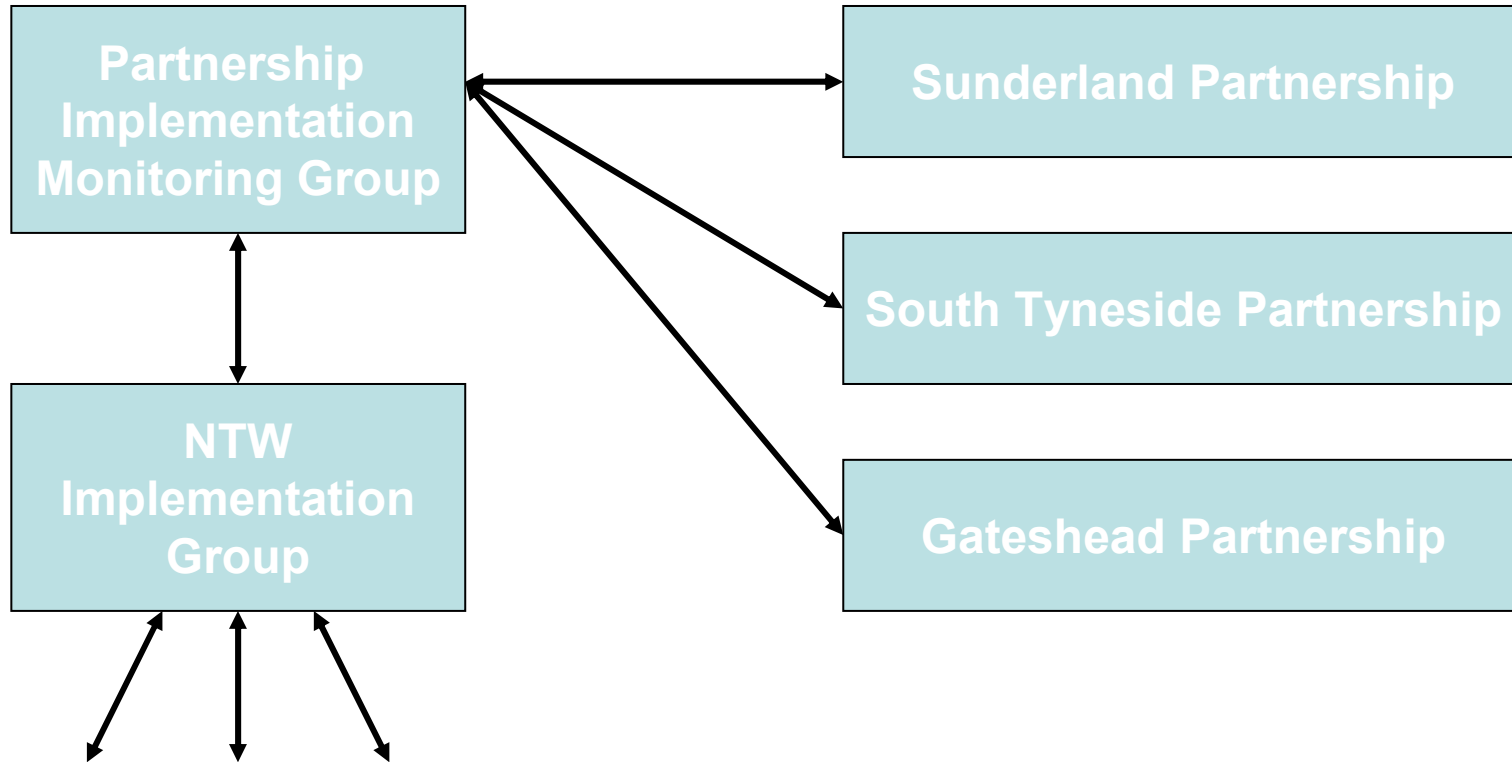 Partnership
Implementation
Monitoring Group
Sunderland Partnership
South Tyneside Partnership
NTW
Implementation
Group
Gateshead Partnership